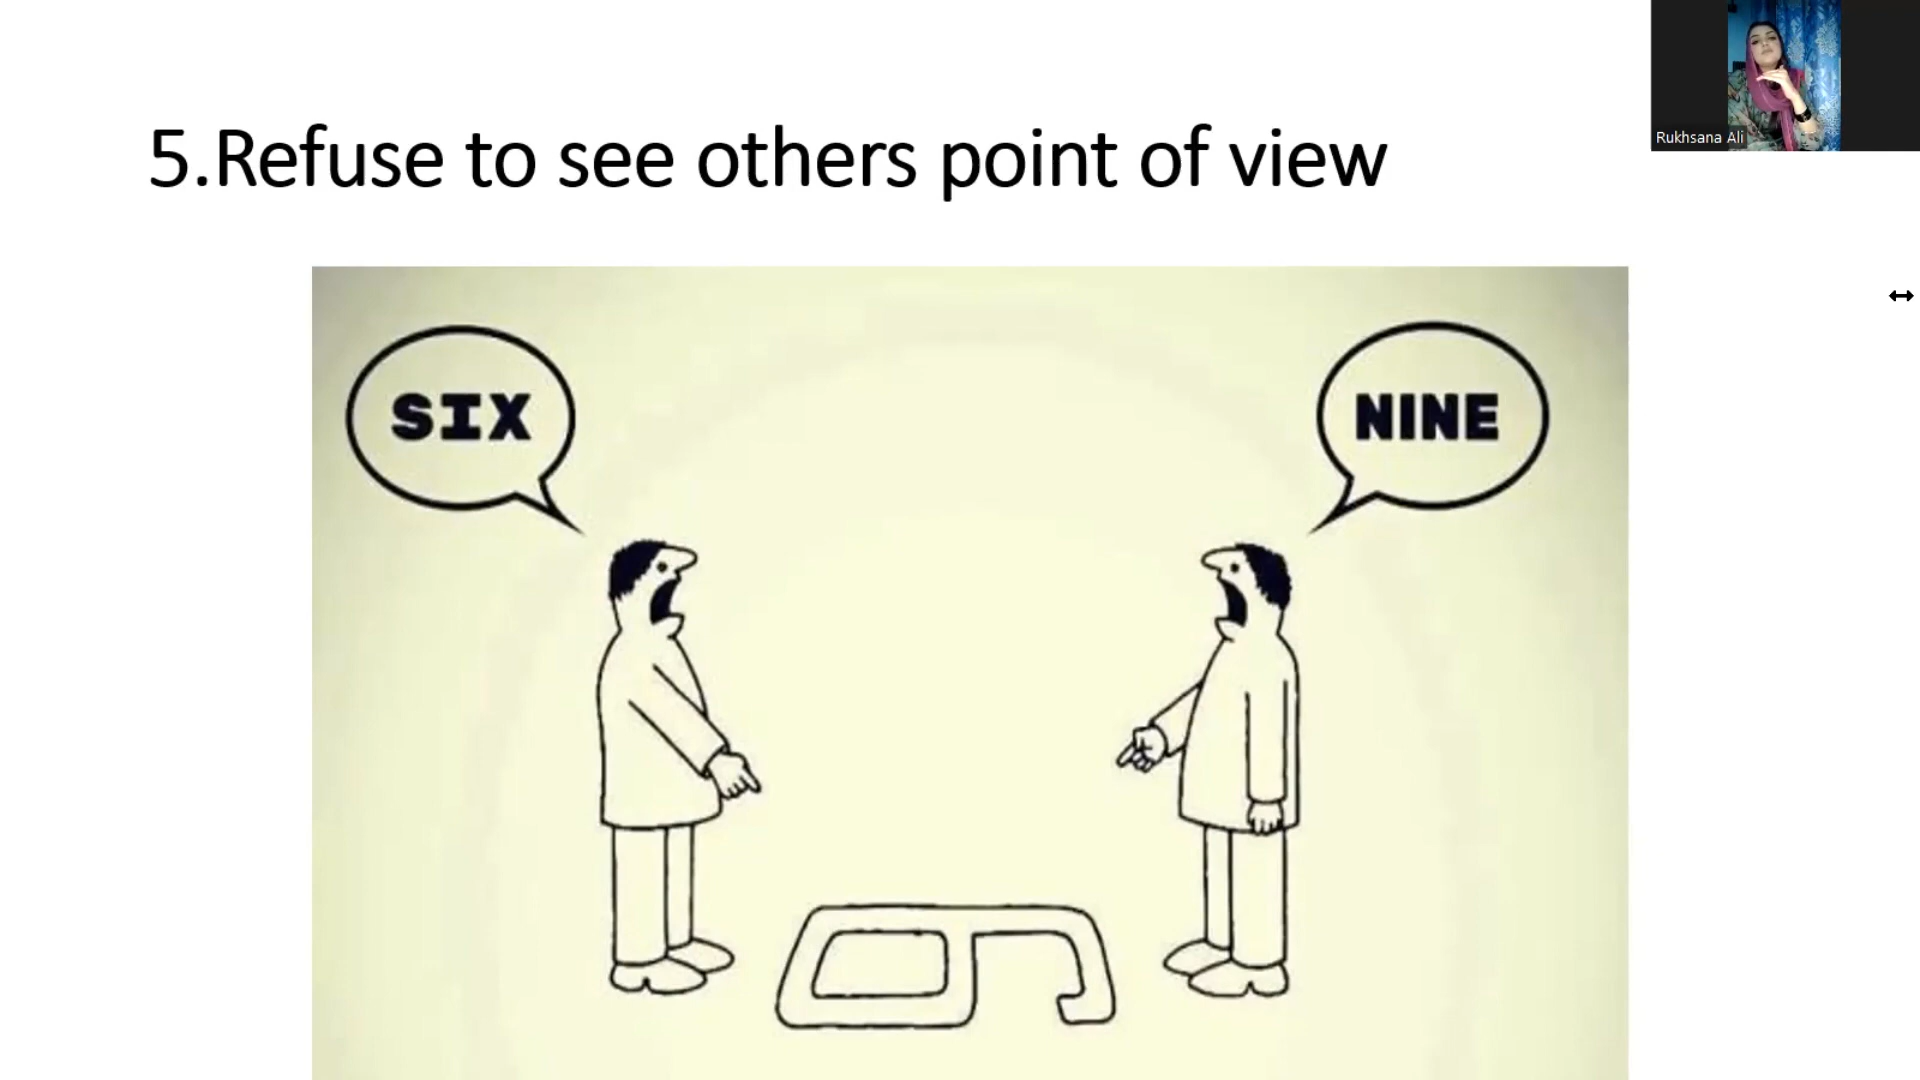 5.Refuse to see others point of view
Rukhsana Ali
SIX
NINE